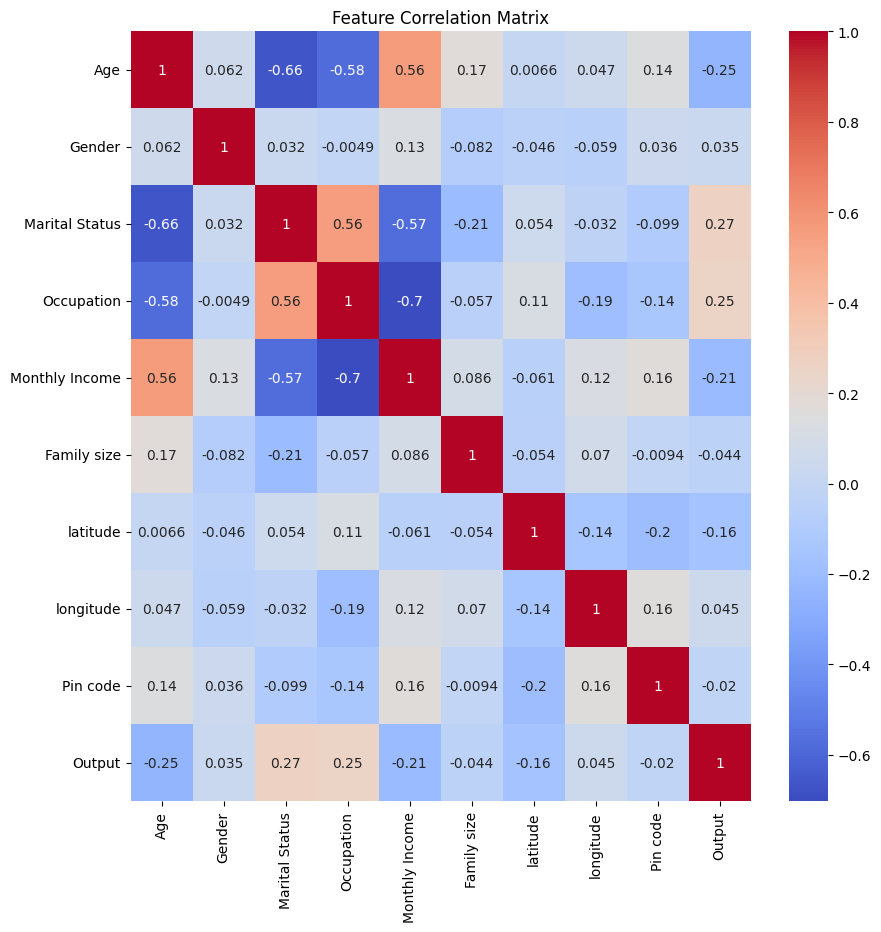 Feature Correlation Matrix
Age 1 0.062 -0.66 -0.58 0.56 0.17 0.0066 0.047 0.14 -0.25
Gender 0.062 1 0.032 -0.0049 0.13 -0.082 -0.046 -0.059 0.036 0.035
Marital Status -0.66 0.032 1 0.56 -0.57 -0.21 0.054 -0.032 -0.099 0.27
Occupation -0.58 -0.0049 0.56 1 -0.7 -0.057 0.11 -0.19 -0.14 0.25
Monthly Income 0.56 0.13 -0.57 -0.7 1 0.086 -0.061 0.12 0.16 -0.21
Family size 0.17 -0.082 -0.21 -0.057 0.086 1 -0.054 0.07 -0.0094 -0.044
latitude 0.0066 -0.046 0.054 0.11 -0.061 -0.054 1 -0.14 -0.2 -0.16
longitude 0.047 -0.059 -0.032 -0.19 0.12 0.07 -0.14 1 0.16 0.045
Pin code 0.14 0.036 -0.099 -0.14 0.16 -0.0094 -0.2 0.16 1 -0.02
Output -0.25 0.035 0.27 0.25 -0.21 -0.044 -0.16 0.045 -0.02 1
Age
Gender
Marital Status
Occupation
Monthly Income
Family size
latitude
longitude
Pin code
Output
1.0
0.8
0.6
0.4
0.2
0.0
-0.2
-0.4
-0.6